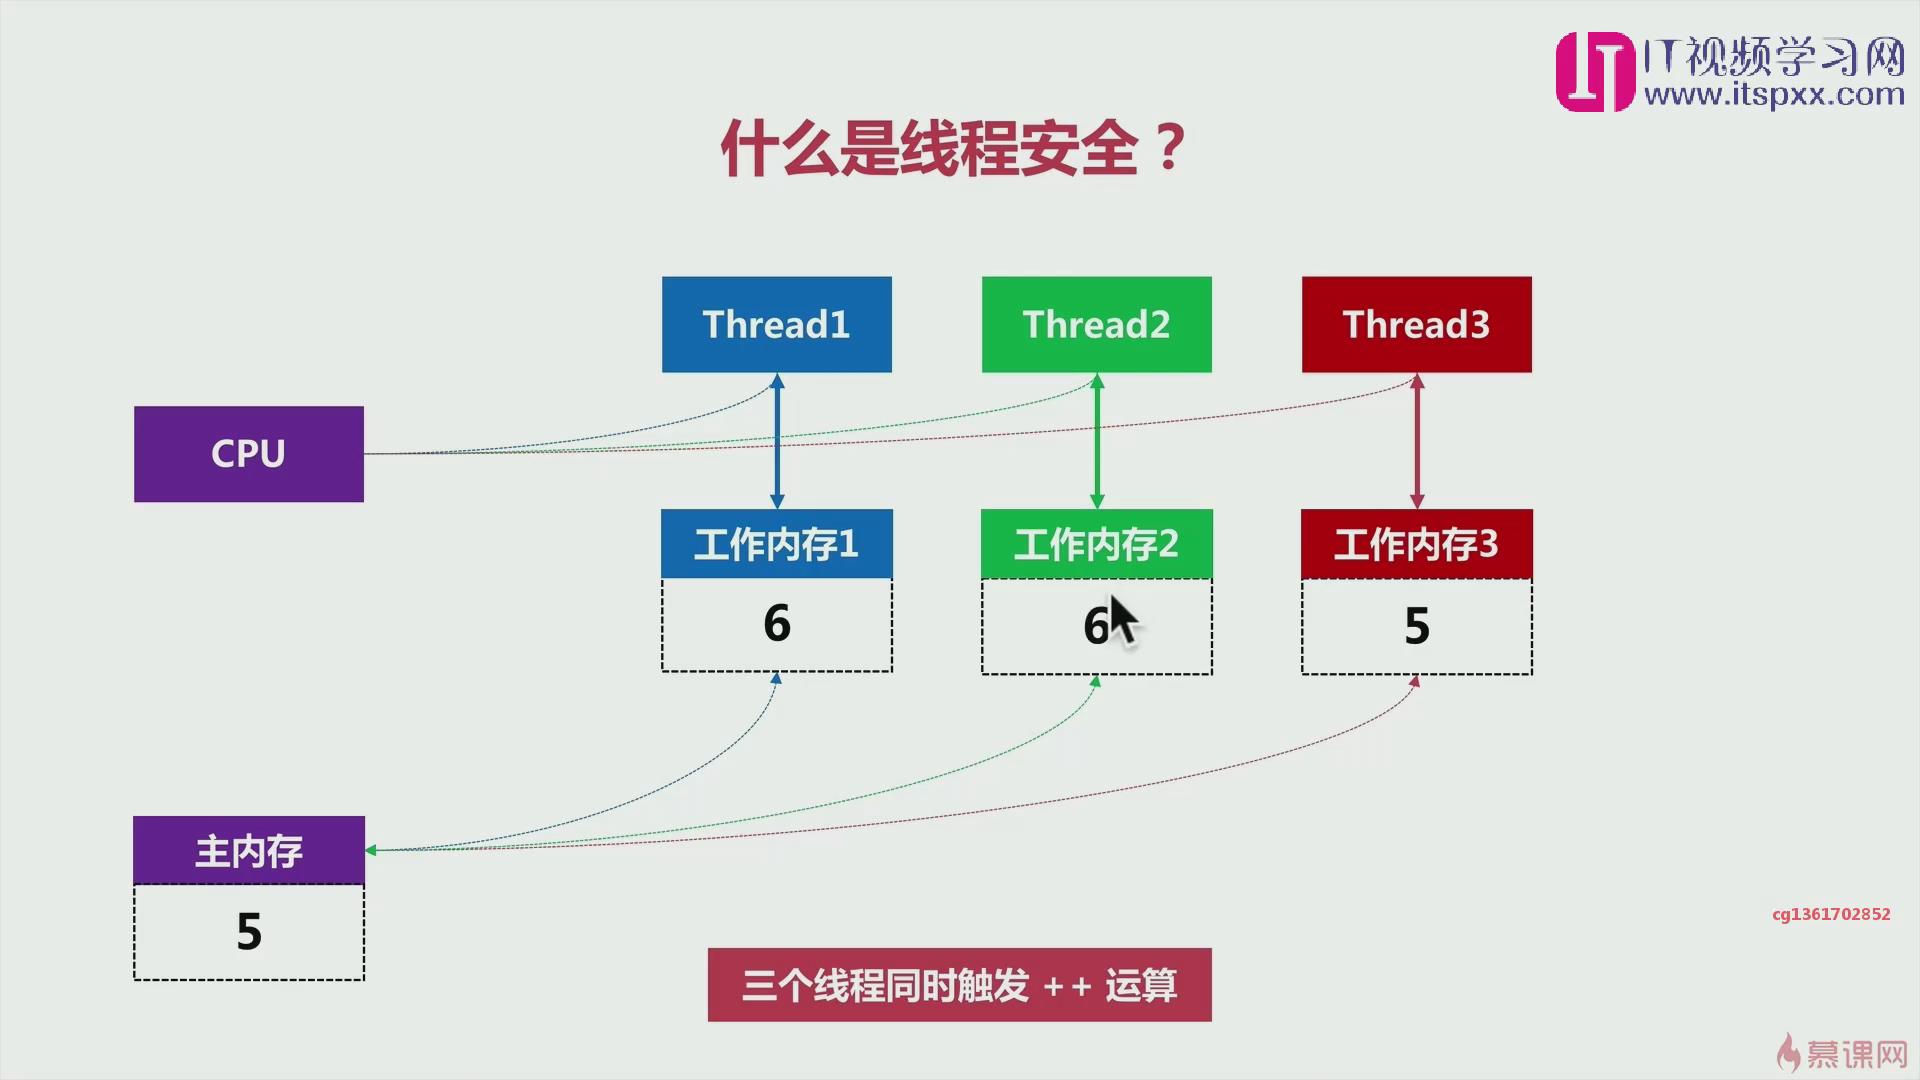 IT视频学习网
www.itspxx.com
什么是线程安全？
Thread1
Thread2
Thread3
CPU
工作内存1
工作内存2
工作内存3
6
6
5
主内存
5
cg1361702852
三个线程同时触发 ++ 运算
慕课网